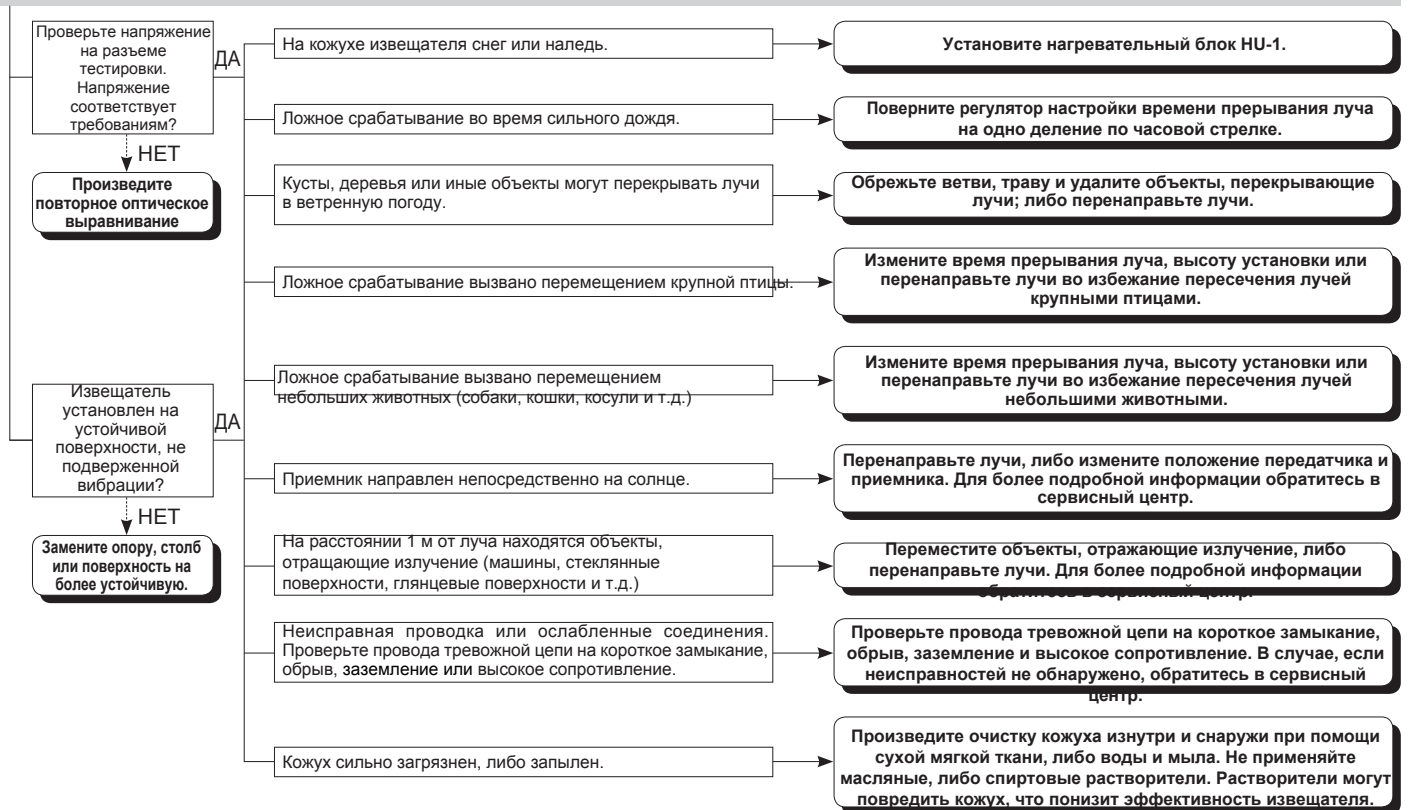 Проверьте напряжение
на разъеме
тестировки.
Напряжение
соответствует
требованиям?
ДА
НЕТ
Произведите
повторное оптическое
выравнивание
На кожухе извещателя снег или наледь.
Установите нагревательный блок HU-1.
Ложное срабатывание во время сильного дождя.
Поверните регулятор настройки времени прерывания луча
на одно деление по часовой стрелке.
Кусты, деревья или иные объекты могут перекрывать лучи
в ветренную погоду.
Обрежьте ветви, траву и удалите объекты, перекрывающие
лучи; либо перенаправьте лучи.
Ложное срабатывание вызвано перемещением крупной птицы.
Измените время прерывания луча, высоту установки или
перенаправьте лучи во избежание пересечения лучей
крупными птицами.
Извещатель
установлен на
устойчивой
поверхности, не
подверженной
вибрации?
ДА
НЕТ
Замените опору, столб
или поверхность на
более устойчивую.
Ложное срабатывание вызвано перемещением
небольших животных (собаки, кошки, косули и т.д.)
Измените время прерывания луча, высоту установки или
перенаправьте лучи во избежание пересечения лучей
небольшими животными.
Приемник направлен непосредственно на солнце.
Перенаправьте лучи, либо измените положение передатчика и
приемника. Для более подробной информации обратитесь в
сервисный центр.
На расстоянии 1 м от луча находятся объекты,
отращающие излучение (машины, стеклянные
поверхности, глянцевые поверхности и т.д.)
Переместите объекты, отражающие излучение, либо
перенаправьте лучи. Для более подробной информации
обратитесь в сервисный центр.
Неисправная проводка или ослабленные соединения.
Проверьте провода тревожной цепи на короткое замыкание,
обрыв, заземление или высокое сопротивление.
Проверьте провода тревожной цепи на короткое замыкание,
обрыв, заземление и высокое сопротивление. В случае, если
неисправностей не обнаружено, обратитесь в сервисный
центр.
Кожух сильно загрязнен, либо запылен.
Произведите очистку кожуха изнутри и снаружи при помощи
сухой мягкой ткани, либо воды и мыла. Не применяйте
масляные, либо спиртовые растворители. Растворители могут
повредить кожух, что понизит эффективность извещателя.